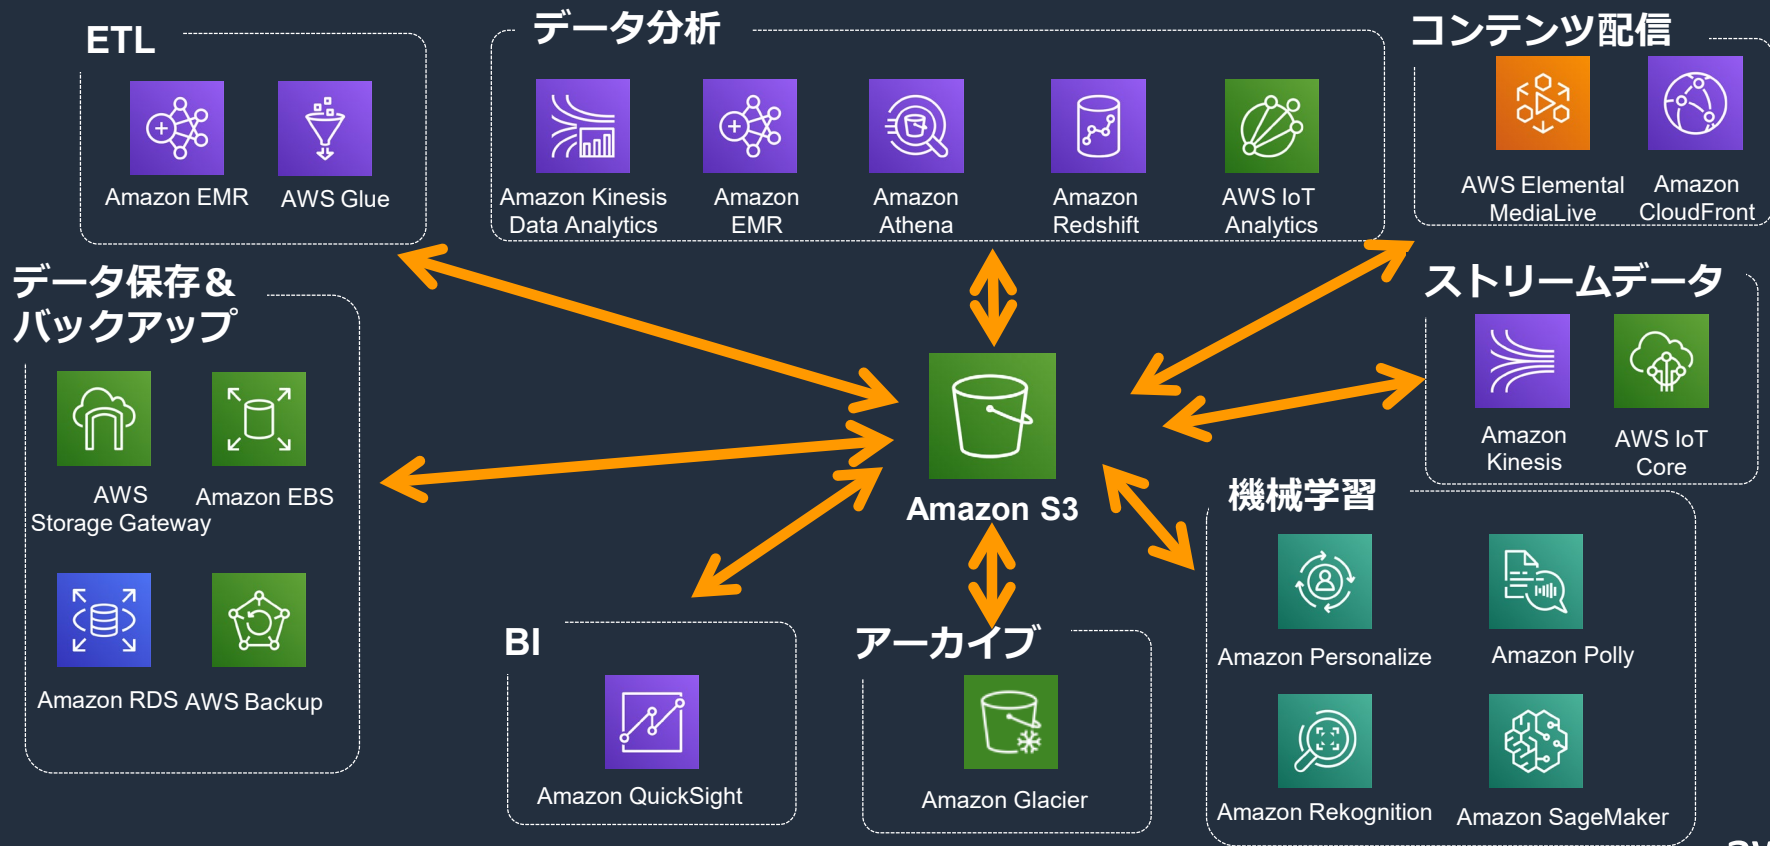 ETL
Amazon EMR
AWS Glue
データ分析
Amazon Kinesis
Data Analytics
Amazon
EMR
Amazon
Athena
Amazon
Redshift
AWS IoT
Analytics
コンテンツ配信
AWS Elemental
MediaLive
Amazon
CloudFront
データ保存＆
バックアップ
AWS
Storage Gateway
Amazon EBS
Amazon RDS
AWS Backup
Amazon S3
ストリームデータ
Amazon
Kinesis
AWS IoT
Core
BI
Amazon QuickSight
アーカイブ
Amazon Glacier
機械学習
Amazon Personalize
Amazon Polly
Amazon Rekognition
Amazon SageMaker